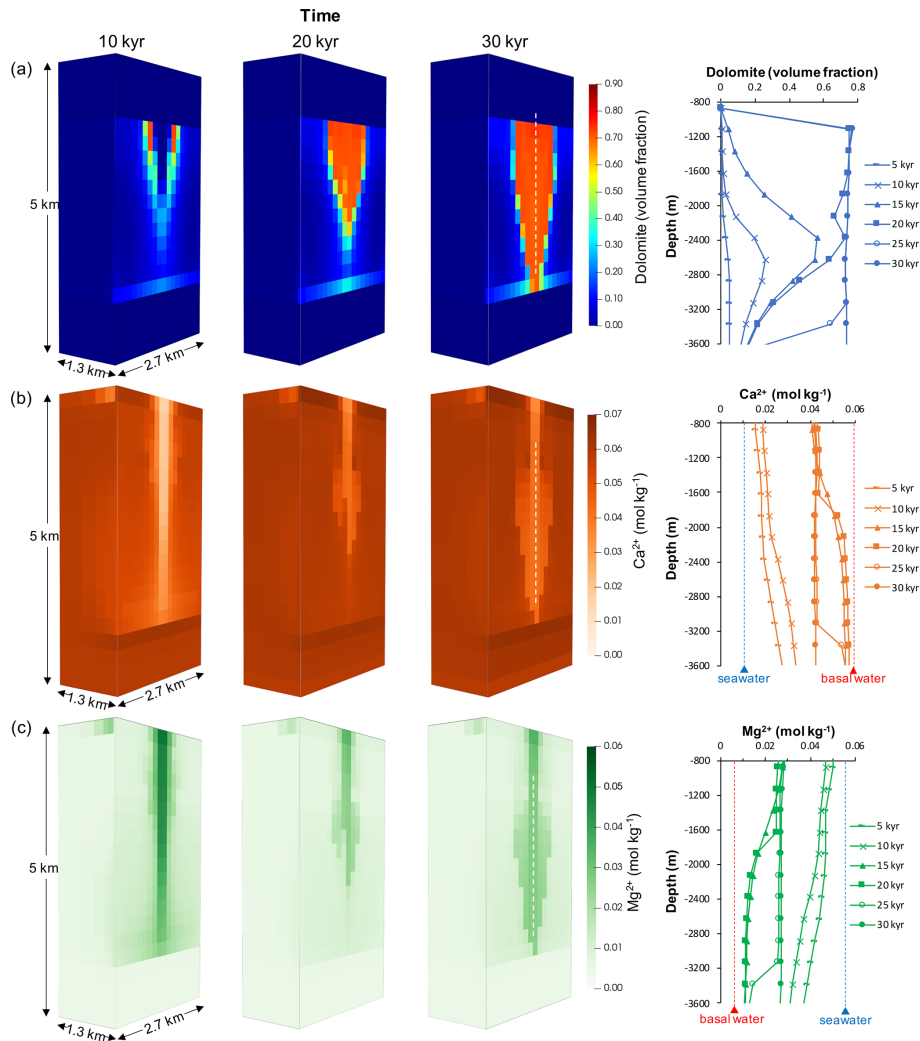 Time
10 kyr 20 kyr 30 kyr
(a)
5 km
1.3 km
2.7 km
0.90
0.80
0.70
0.60
0.50
0.40
0.30
0.20
0.10
0.00
Dolomite (volume fraction)
Dolomite (volume fraction)
0 0.2 0.4 0.6 0.8
-800
-1200
-1600
-2000
-2400
-2800
-3200
-3600
Depth (m)
5 kyr
10 kyr
15 kyr
20 kyr
25 kyr
30 kyr
(b)
5 km
1.3 km
2.7 km
0.07
0.06
0.05
0.04
0.03
0.02
0.01
0.00
Ca²⁺ (mol kg⁻¹)
Ca²⁺ (mol kg⁻¹)
0 0.02 0.04 0.06
-800
-1200
-1600
-2000
-2400
-2800
-3200
-3600
Depth (m)
5 kyr
10 kyr
15 kyr
20 kyr
25 kyr
30 kyr
seawater basal water
(c)
5 km
1.3 km
2.7 km
0.06
0.05
0.04
0.03
0.02
0.01
0.00
Mg²⁺ (mol kg⁻¹)
Mg²⁺ (mol kg⁻¹)
0 0.02 0.04 0.06
-800
-1200
-1600
-2000
-2400
-2800
-3200
-3600
Depth (m)
5 kyr
10 kyr
15 kyr
20 kyr
25 kyr
30 kyr
basal water seawater